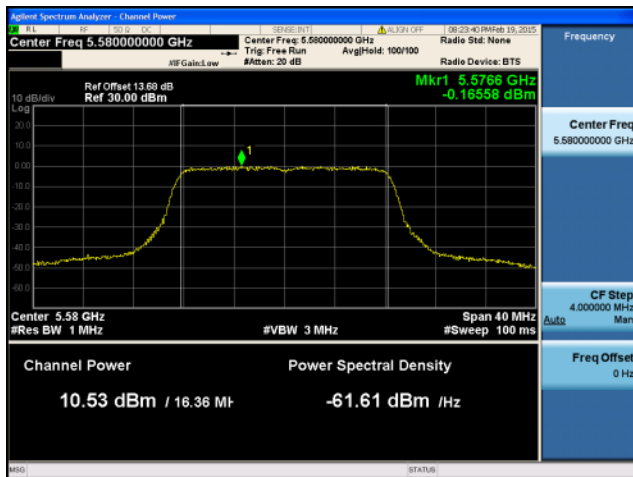 Agilent Spectrum Analyzer - Channel Power
RL RF 50 Ω DC SENSE:INT ALIGN OFF 08:23:40 PM Feb 19, 2015
Center Freq 5.580000000 GHz
Center Freq: 5.580000000 GHz Radio Std: None
Trig: Free Run Avg|Hold: 100/100
#IFGain:Low #Atten: 20 dB Radio Device: BTS
Frequency
Ref Offset 13.68 dB
10 dB/div Ref 30.00 dBm
Mkr1 5.5766 GHz
-0.16558 dBm
Log
20.0
10.0
0.00
-10.0
-20.0
-30.0
-40.0
-50.0
-60.0
1
Center Freq
5.580000000 GHz
Center 5.58 GHz Span 40 MHz
#Res BW 1 MHz #VBW 3 MHz #Sweep 100 ms
CF Step
4.000000 MHz
Auto Man
Channel Power Power Spectral Density
10.53 dBm / 16.36 MH -61.61 dBm /Hz
Freq Offset
0 Hz
MSG STATUS